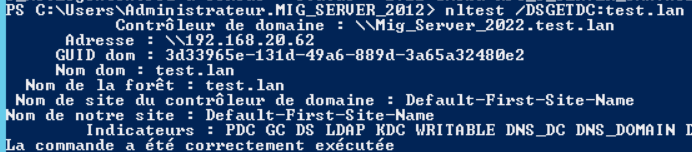 PS C:\Users\Administrateur.MIG_SERVER_2012> nltest /DSGETDC:test.lan
Contrôleur de domaine : \\Mig_Server_2022.test.lan
Adresse : \\192.168.20.62
GUID dom : 3d33965e-131d-49a6-889d-3a65a32480e2
Nom dom : test.lan
Nom de la forêt : test.lan
Nom de site du contrôleur de domaine : Default-First-Site-Name
Nom de notre site : Default-First-Site-Name
Indicateurs : PDC GC DS LDAP KDC WRITABLE DNS_DC DNS_DOMAIN D
La commande a été correctement exécutée